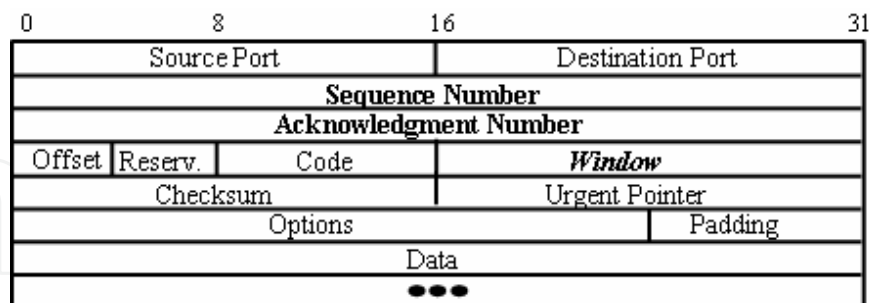 0 8 16 31
Source Port Destination Port
Sequence Number
Acknowledgment Number
Offset Reserv. Code Window
Checksum Urgent Pointer
Options Padding
Data